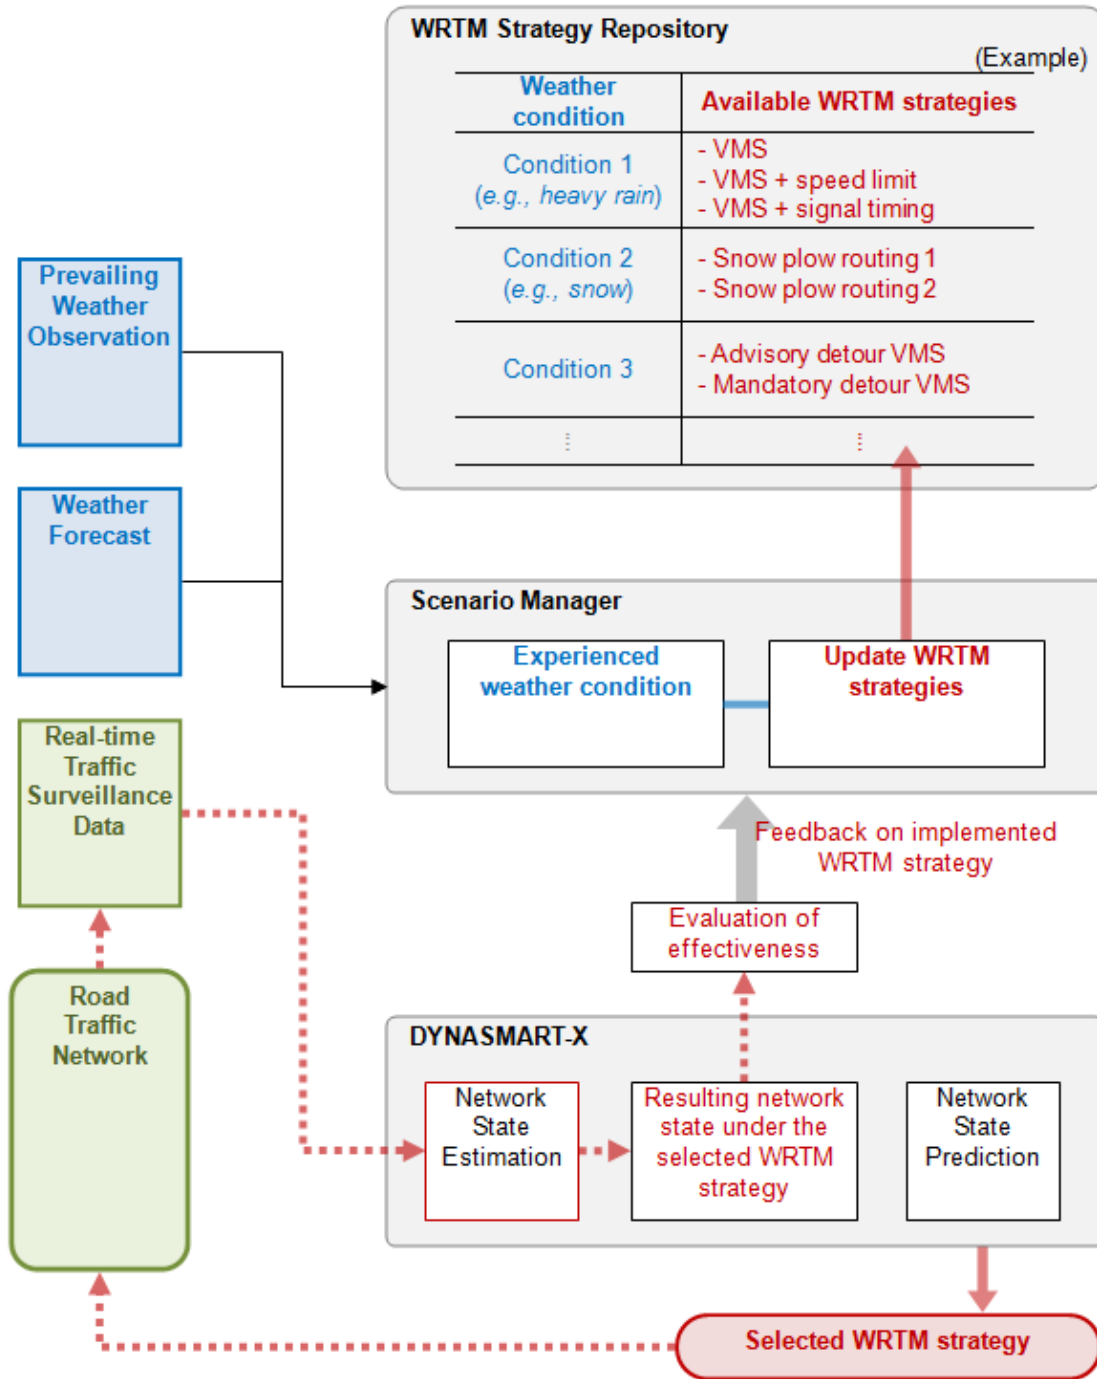 WRTM Strategy Repository
(Example)
Weather
condition
Available WRTM strategies
Condition 1
(e.g., heavy rain)
- VMS
- VMS + speed limit
- VMS + signal timing
Condition 2
(e.g., snow)
- Snow plow routing 1
- Snow plow routing 2
Condition 3
- Advisory detour VMS
- Mandatory detour VMS
Prevailing
Weather
Observation
Weather
Forecast
Scenario Manager
Experienced
weather condition
Update WRTM
strategies
Real-time
Traffic
Surveillance
Data
Feedback on implemented
WRTM strategy
Evaluation of
effectiveness
Road
Traffic
Network
DYNASMART-X
Network
State
Estimation
Resulting network
state under the
selected WRTM
strategy
Network
State
Prediction
Selected WRTM strategy